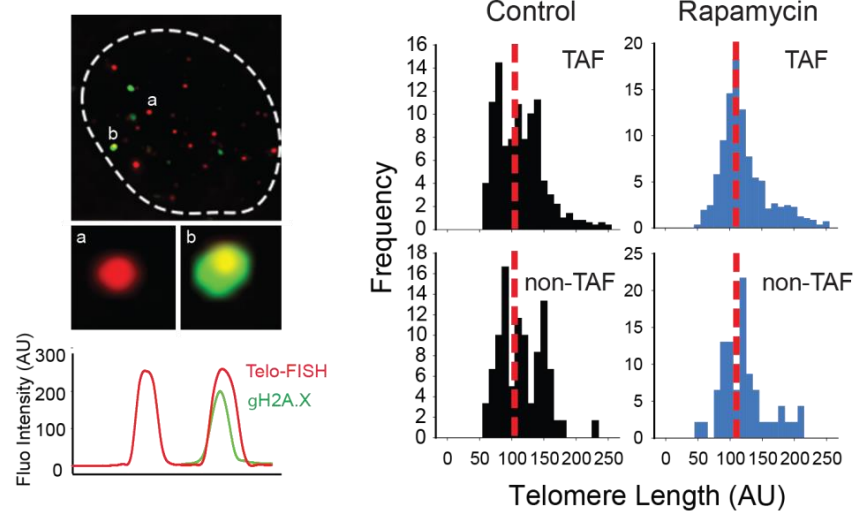 a
b
a
b
300
200
100
0
Fluo Intensity (AU)
Telo-FISH
gH2A.X
Control
Rapamycin
Frequency
TAF
16
14
12
10
8
6
4
2
0
TAF
20
15
10
5
0
non-TAF
18
16
14
12
10
8
6
4
2
0
non-TAF
25
20
15
10
5
0
0 50 100 150 200 250
0 50 100 150 200 250
Telomere Length (AU)